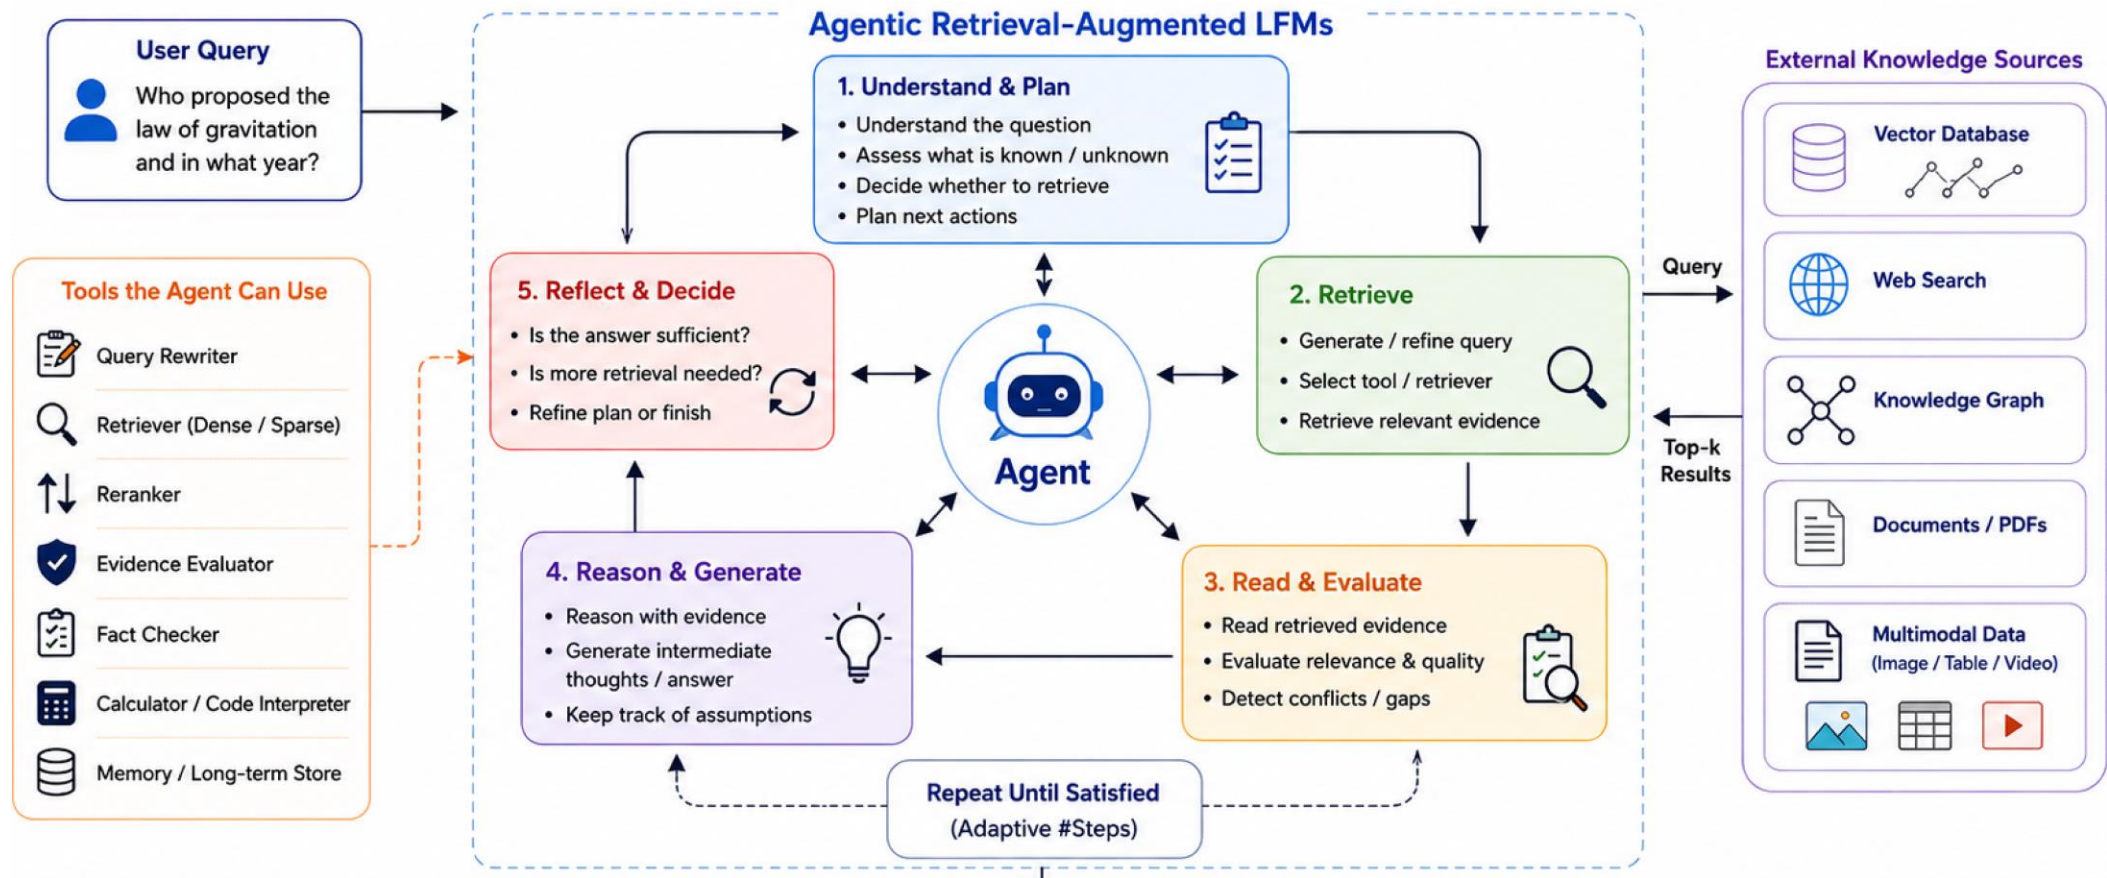 Agentic Retrieval-Augmented LFMs
User Query
Who proposed the
law of gravitation
and in what year?
Tools the Agent Can Use
Query Rewriter
Retriever (Dense / Sparse)
Reranker
Evidence Evaluator
Fact Checker
Calculator / Code Interpreter
Memory / Long-term Store
1. Understand & Plan
• Understand the question
• Assess what is known / unknown
• Decide whether to retrieve
• Plan next actions
2. Retrieve
• Generate / refine query
• Select tool / retriever
• Retrieve relevant evidence
3. Read & Evaluate
• Read retrieved evidence
• Evaluate relevance & quality
• Detect conflicts / gaps
4. Reason & Generate
• Reason with evidence
• Generate intermediate
thoughts / answer
• Keep track of assumptions
5. Reflect & Decide
• Is the answer sufficient?
• Is more retrieval needed?
• Refine plan or finish
Agent
Repeat Until Satisfied
(Adaptive #Steps)
Query
Top-k
Results
External Knowledge Sources
Vector Database
Web Search
Knowledge Graph
Documents / PDFs
Multimodal Data
(Image / Table / Video)